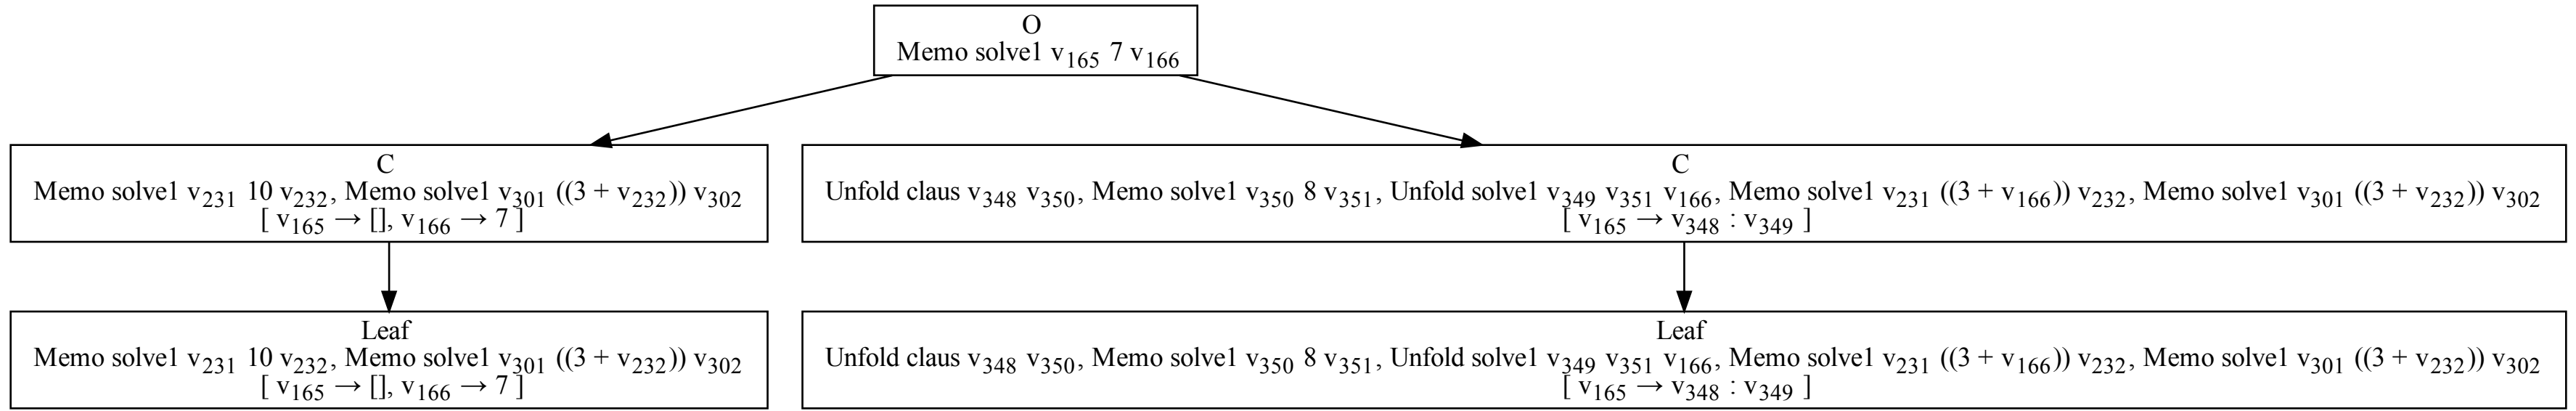 O
Memo solve1 v165 7 v166
C
Memo solve1 v231 10 v232, Memo solve1 v301 ((3 + v232)) v302
[ v165 → [], v166 → 7 ]
C
Unfold claus v348 v350, Memo solve1 v350 8 v351, Unfold solve1 v349 v351 v166, Memo solve1 v231 ((3 + v166)) v232, Memo solve1 v301 ((3 + v232)) v302
[ v165 → v348 : v349 ]
Leaf
Memo solve1 v231 10 v232, Memo solve1 v301 ((3 + v232)) v302
[ v165 → [], v166 → 7 ]
Leaf
Unfold claus v348 v350, Memo solve1 v350 8 v351, Unfold solve1 v349 v351 v166, Memo solve1 v231 ((3 + v166)) v232, Memo solve1 v301 ((3 + v232)) v302
[ v165 → v348 : v349 ]